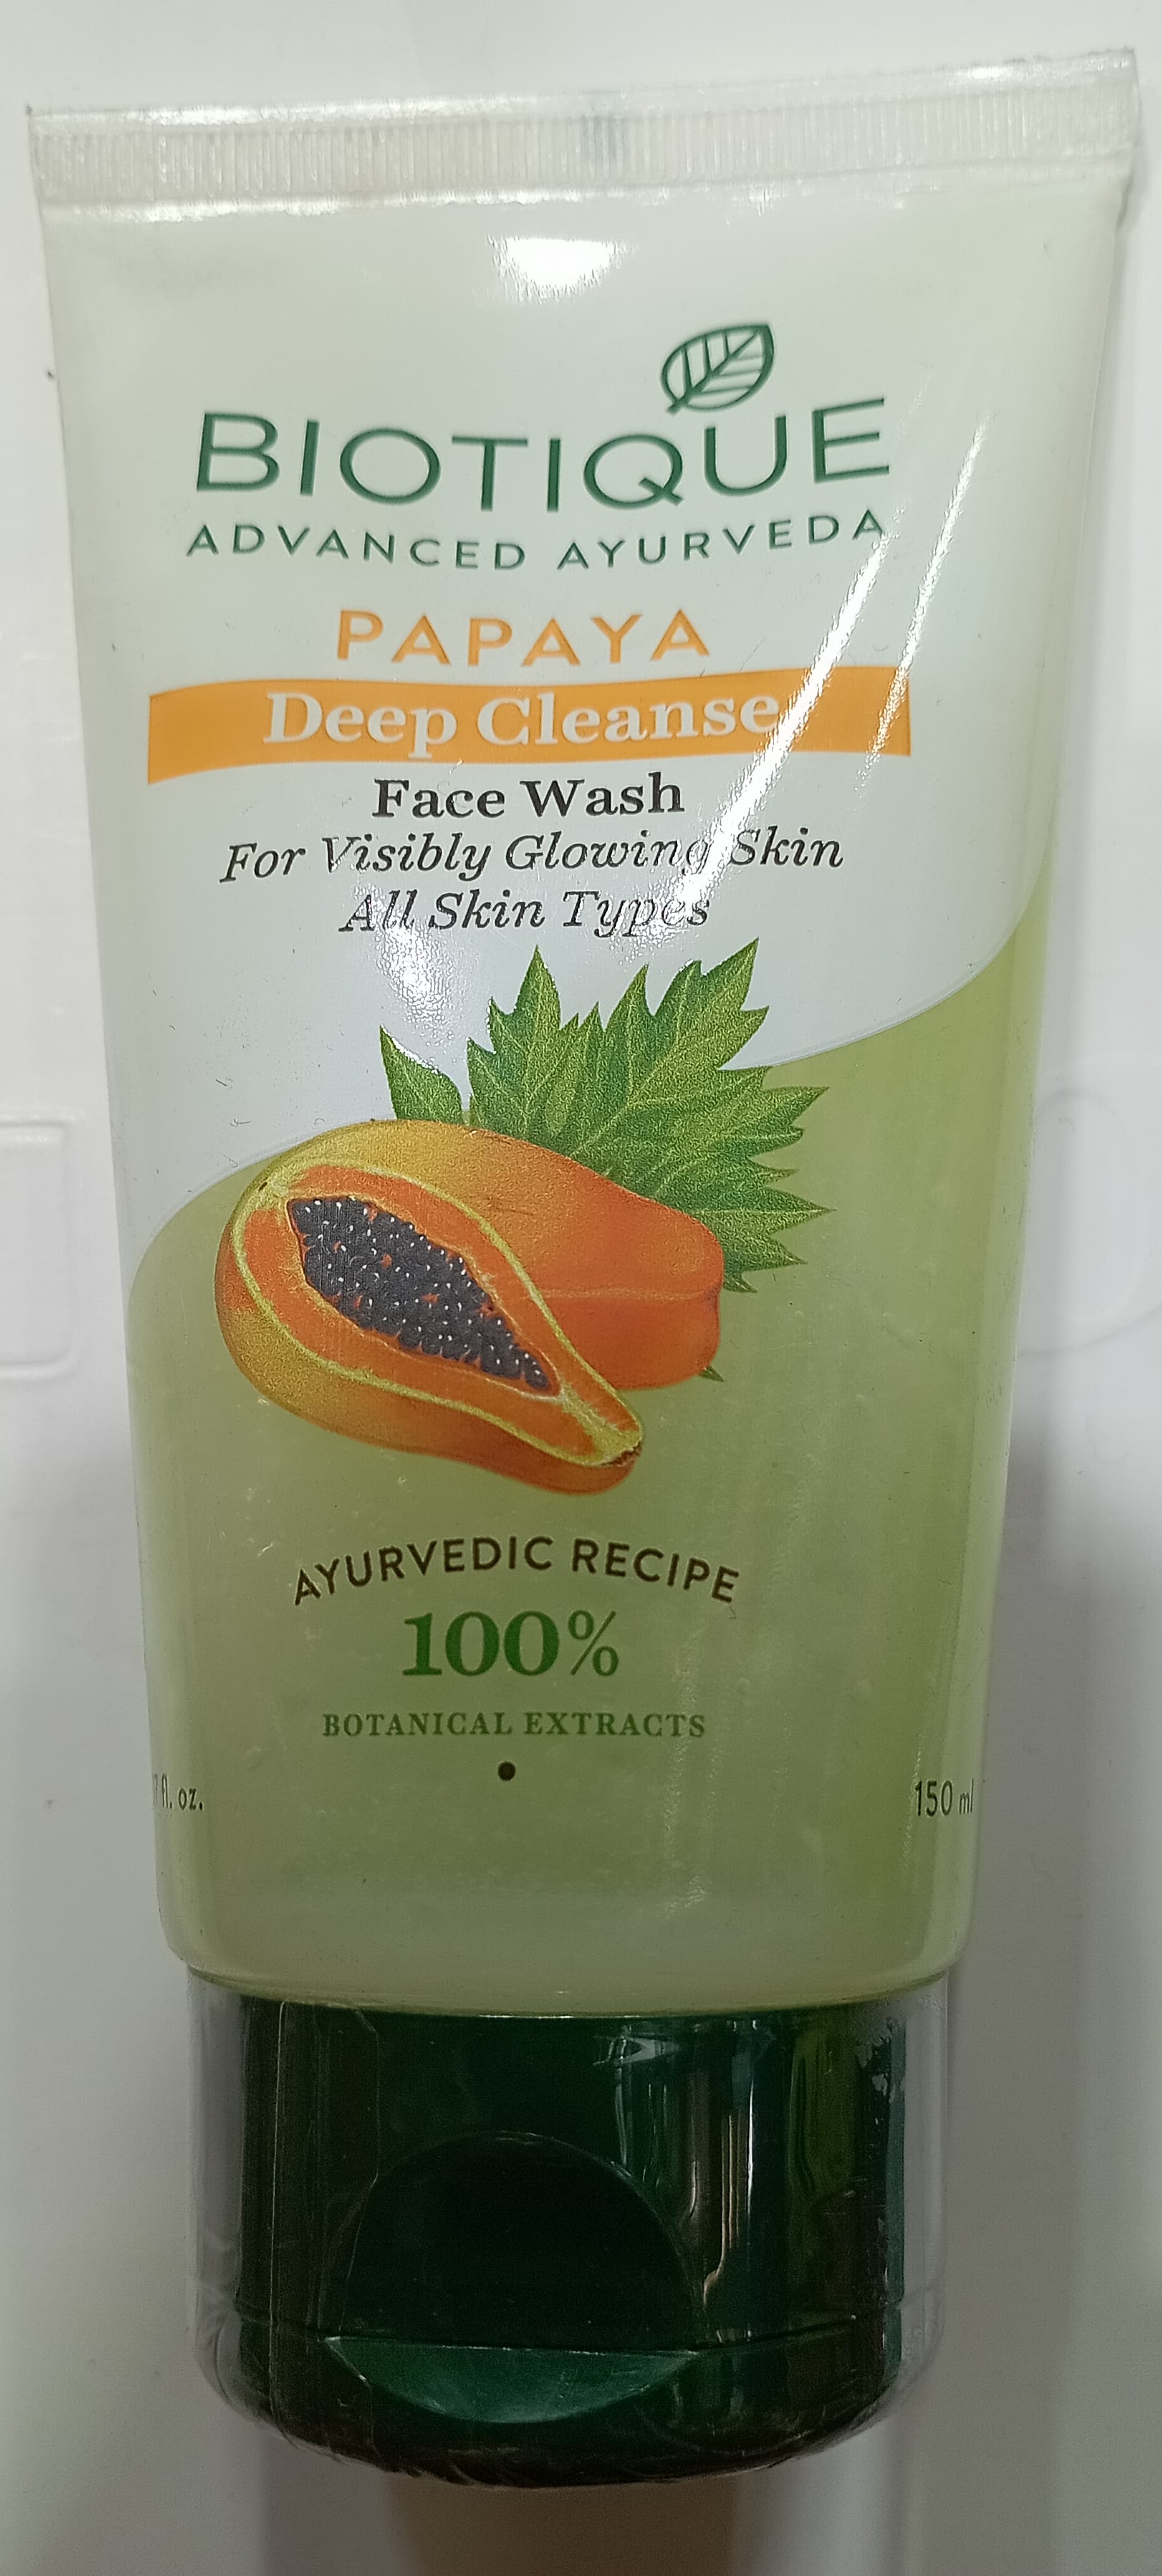 BIOTIQUE
ADVANCED AYURVEDA
PAPAYA
Deep Cleanse
Face Wash
For Visibly Glowing Skin
All Skin Types
AYURVEDIC RECIPE
100%
BOTANICAL EXTRACTS
fl. oz.
150 ml